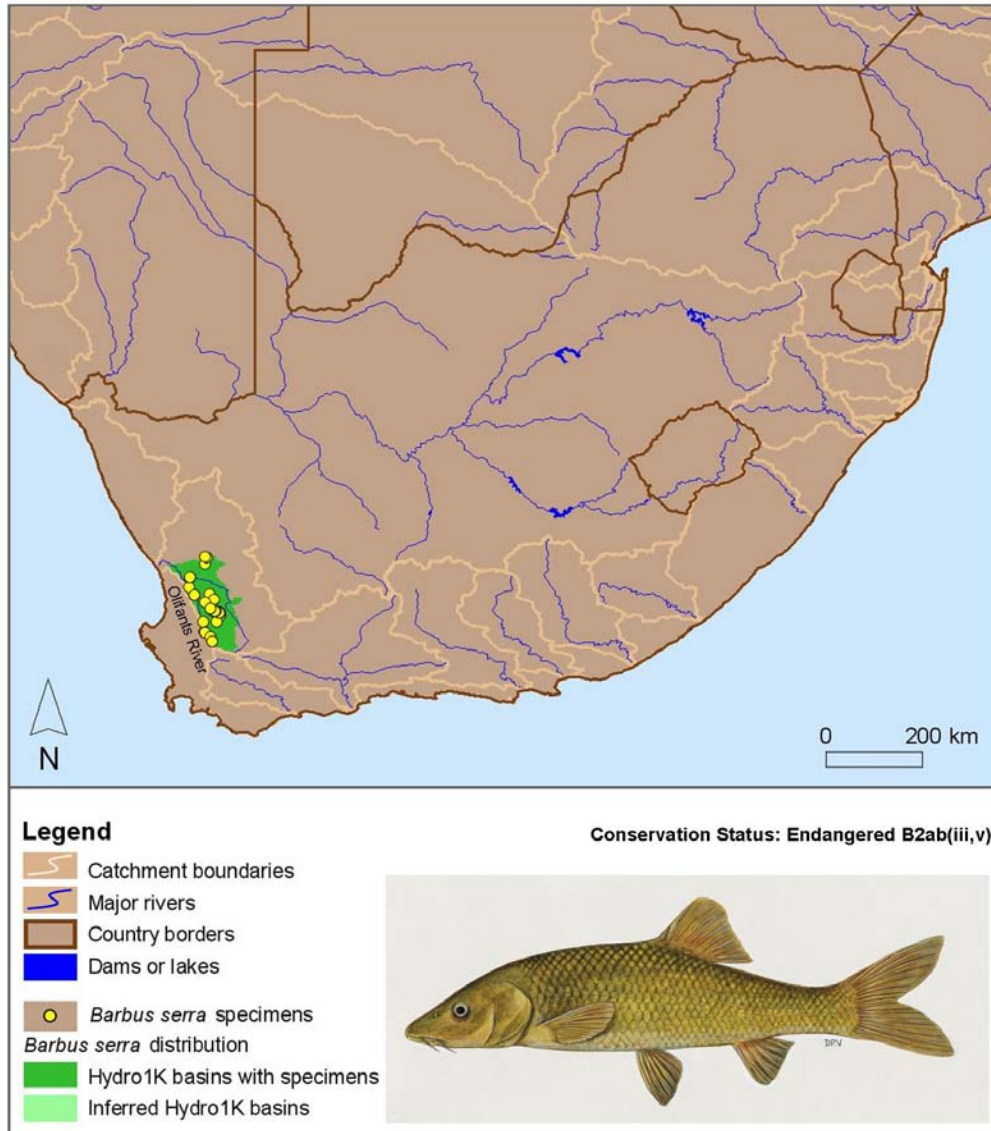 Olifants River
N
0 200 km
Legend
Conservation Status: Endangered B2ab(iii,v)
Catchment boundaries
Major rivers
Country borders
Dams or lakes
Barbus serra specimens
Barbus serra distribution
Hydro1K basins with specimens
Inferred Hydro1K basins